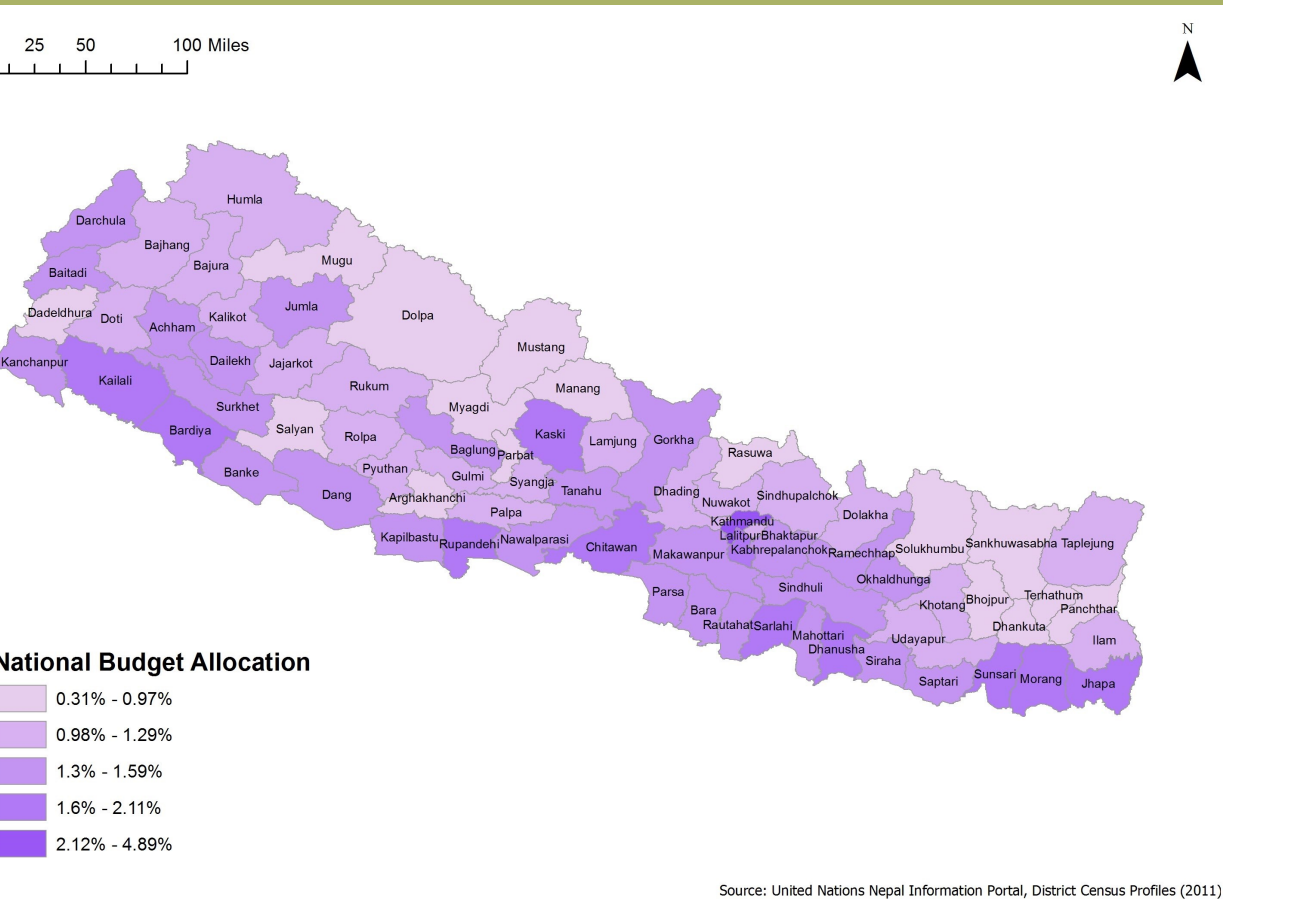 N
25 50 100 Miles
Humla
Darchula
Bajhang
Mugu
Bajura
Baitadi
Jumla
Dadeldhura
Doti
Kalikot
Dolpa
Achham
Mustang
Kanchanpur
Dailekh
Jajarkot
Kailali
Rukum
Manang
Surkhet
Myagdi
Bardiya
Salyan
Rolpa
Kaski
Lamjung
Gorkha
Baglung
Parbat
Rasuwa
Banke
Pyuthan
Gulmi
Syangja
Dang
Arghakhanchi
Tanahu
Dhading
Nuwakot
Sindhupalchok
Palpa
Dolakha
Kathmandu
Kapilbastu
Rupandehi
Nawalparasi
Chitawan
Lalitpur
Bhaktapur
Kabhrepalanchok
Makawanpur
Ramechhap
Solukhumbu
Sankhuwasabha
Taplejung
Okhaldhunga
Sindhuli
Parsa
Bara
Khotang
Bhojpur
Terhathum
Panchthar
Rautahat
Sarlahi
Mahottari
Dhanusha
Udayapur
Dhankuta
Ilam
Siraha
Saptari
Sunsari
Morang
Jhapa
National Budget Allocation
0.31% - 0.97%
0.98% - 1.29%
1.3% - 1.59%
1.6% - 2.11%
2.12% - 4.89%
Source: United Nations Nepal Information Portal, District Census Profiles (2011)